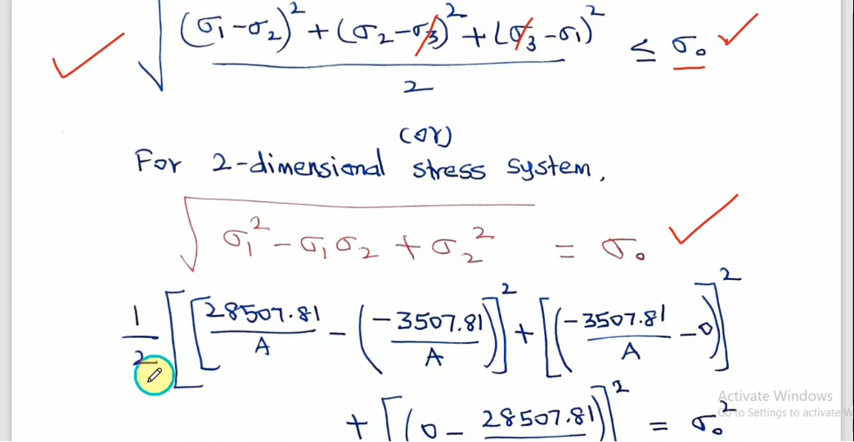 √((σ₁-σ₂)² + (σ₂-σ₃)² + (σ₃-σ₁)² / 2) ≤ σ₀
(or)
For 2-dimensional stress system,
√(σ₁² - σ₁σ₂ + σ₂²) = σ₀
1/2 [[28507.81/A - (-3507.81/A)]² + [(-3507.81/A - 0)]²
+ [(0 - 28507.81)]² = σ₀²
Activate Windows
Go to Settings to activate W